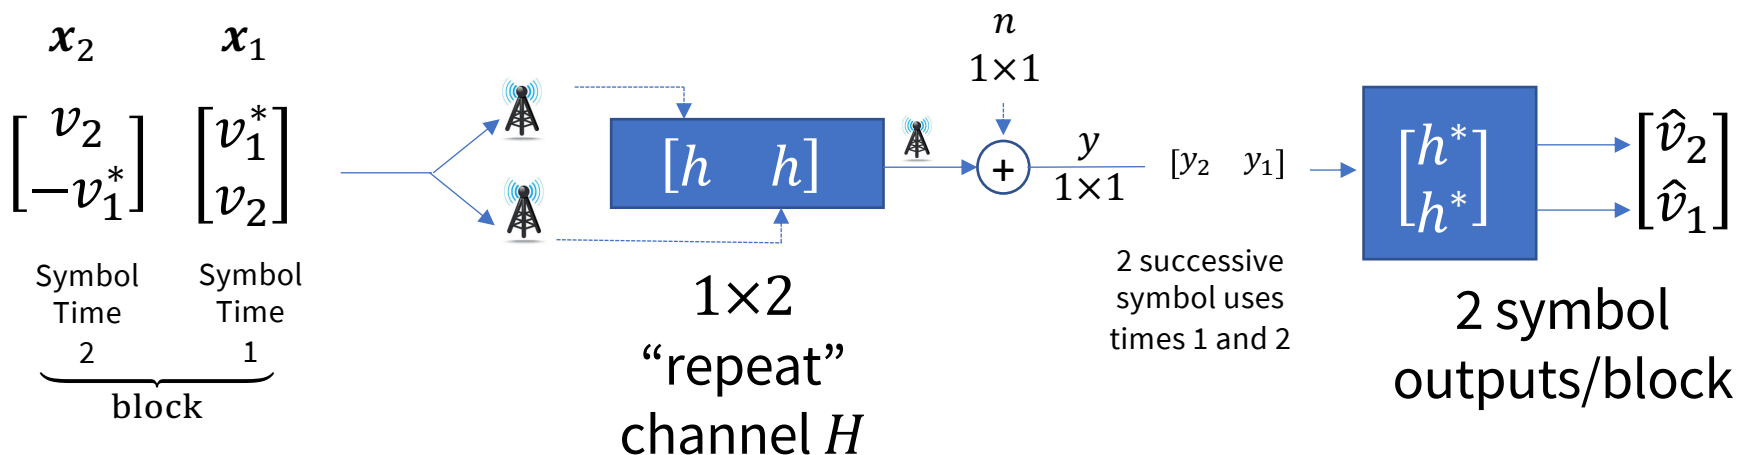 𝒙₂ 𝒙₁
[v₂ −v₁*] [v₁* v₂]
Symbol Time 2
Symbol Time 1
block
[h h]
1×2
“repeat”
channel H
n
1×1
+
y
1×1
[y₂ y₁]
2 successive
symbol uses
times 1 and 2
[h* h*]
2 symbol
outputs/block
[v̂₂ v̂₁]